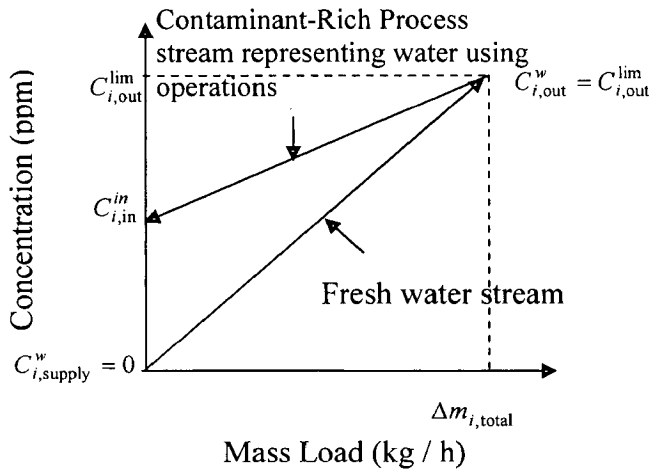 Contaminant-Rich Process
stream representing water using
operations
C_{i,out}^{lim}
C_{i,out}^{w} = C_{i,out}^{lim}
Concentration (ppm)
C_{i,in}^{in}
Fresh water stream
C_{i,supply}^{w} = 0
Δm_{i,total}
Mass Load (kg / h)